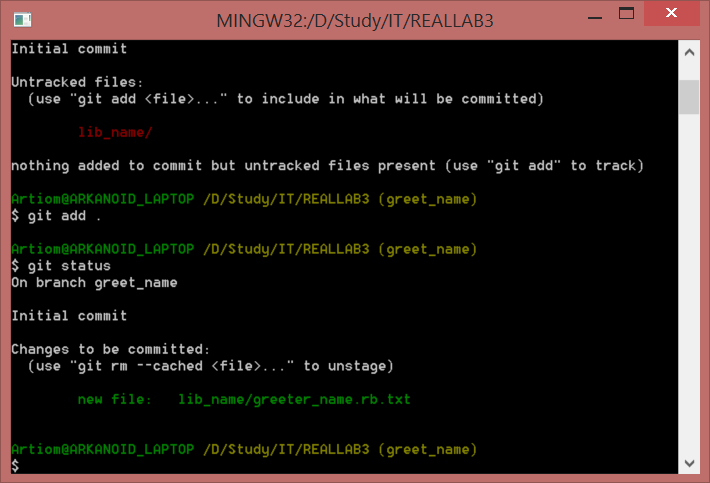 MINGW32:/D/Study/IT/REALLAB3
Initial commit
Untracked files:
(use "git add <file>..." to include in what will be committed)
lib_name/
nothing added to commit but untracked files present (use "git add" to track)
Artiom@ARKANOID_LAPTOP /D/Study/IT/REALLAB3 (greet_name)
$ git add .
Artiom@ARKANOID_LAPTOP /D/Study/IT/REALLAB3 (greet_name)
$ git status
On branch greet_name
Initial commit
Changes to be committed:
(use "git rm --cached <file>..." to unstage)
new file:   lib_name/greeter_name.rb.txt
Artiom@ARKANOID_LAPTOP /D/Study/IT/REALLAB3 (greet_name)
$